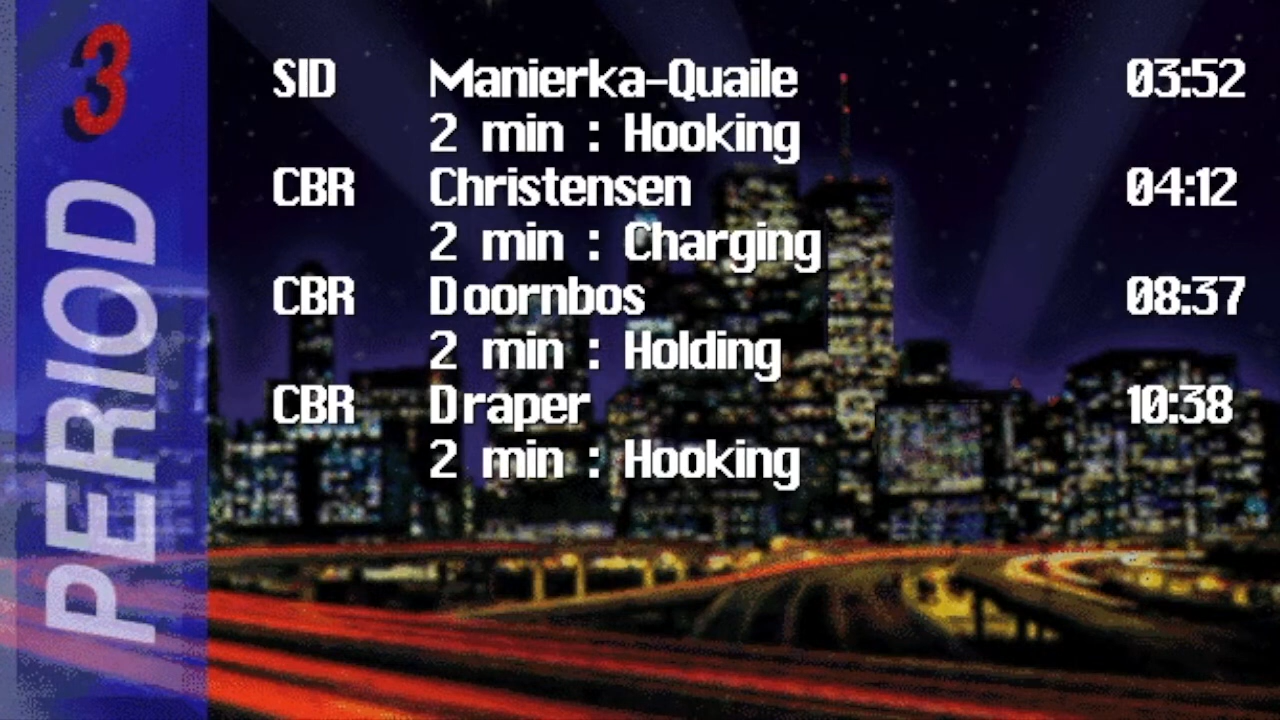 PERIOD 3
SID Manierka-Quaile 03:52
2 min : Hooking
CBR Christensen 04:12
2 min : Charging
CBR Doornbos 08:37
2 min : Holding
CBR Draper 10:38
2 min : Hooking